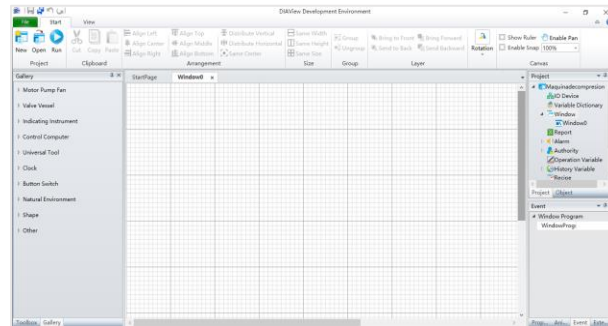 DIAView Development Environment
File Start View
New Open Run Cut Copy Paste
Align Left Align Top Distribute Vertical Same Width Group Bring to Front Bring Forward Show Ruler Enable Pan
Align Center Align Middle Distribute Horizontal Same Height Ungroup Send to Back Send Backward Rotation Enable Snap 100%
Align Right Align Bottom Same Center Same Size
Project Clipboard Arrangement Size Group Layer Canvas
Gallery StartPage Window0 x Project
Motor Pump Fan
Valve Vessel
Indicating Instrument
Control Computer
Universal Tool
Clock
Button Switch
Natural Environment
Shape
Other
Maquinadecompresion
IO Device
Variable Dictionary
Window
Window0
Report
Alarm
Authority
Operation Variable
History Variable
Recipe
Project Object
Event
Window Program
WindowProgr
Toolbox Gallery Prop... Ani... Event Exte...